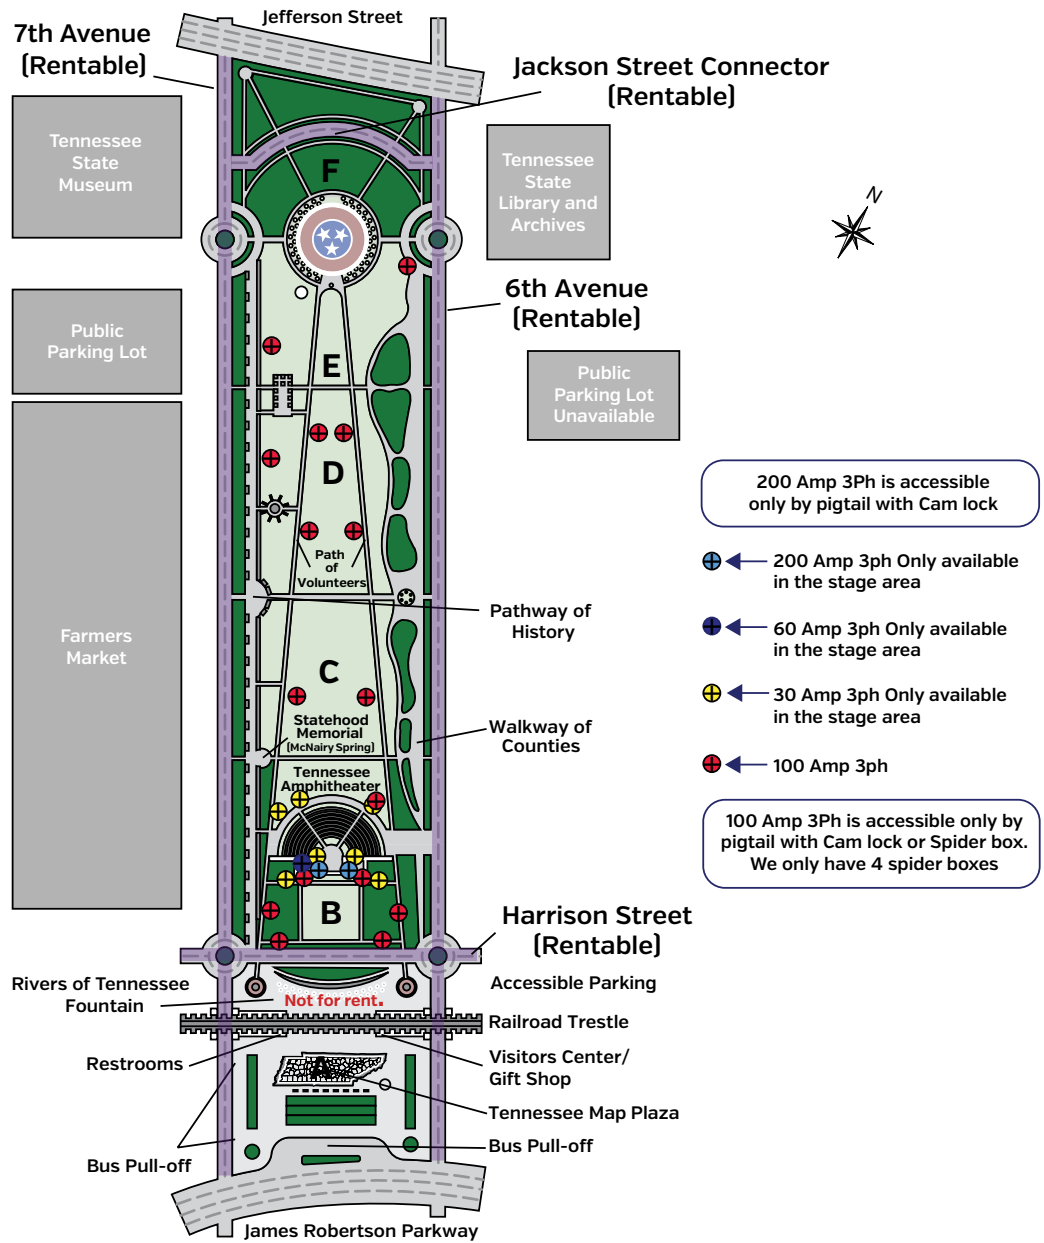 Jefferson Street
7th Avenue
(Rentable)
Jackson Street Connector
(Rentable)
Tennessee
State
Museum
F
Tennessee
State
Library and
Archives
N
6th Avenue
(Rentable)
Public
Parking Lot
E
Public
Parking Lot
Unavailable
D
200 Amp 3Ph is accessible
only by pigtail with Cam lock
Path
of
Volunteers
200 Amp 3ph Only available
in the stage area
Pathway of
History
60 Amp 3ph Only available
in the stage area
Farmers
Market
C
30 Amp 3ph Only available
in the stage area
Statehood
Memorial
(McNairy Spring)
Walkway of
Counties
100 Amp 3ph
Tennessee
Amphitheater
100 Amp 3Ph is accessible only by
pigtail with Cam lock or Spider box.
We only have 4 spider boxes
B
Harrison Street
(Rentable)
Rivers of Tennessee
Fountain
Accessible Parking
Not for rent.
Railroad Trestle
Restrooms
Visitors Center/
Gift Shop
A
Tennessee Map Plaza
Bus Pull-off
Bus Pull-off
James Robertson Parkway